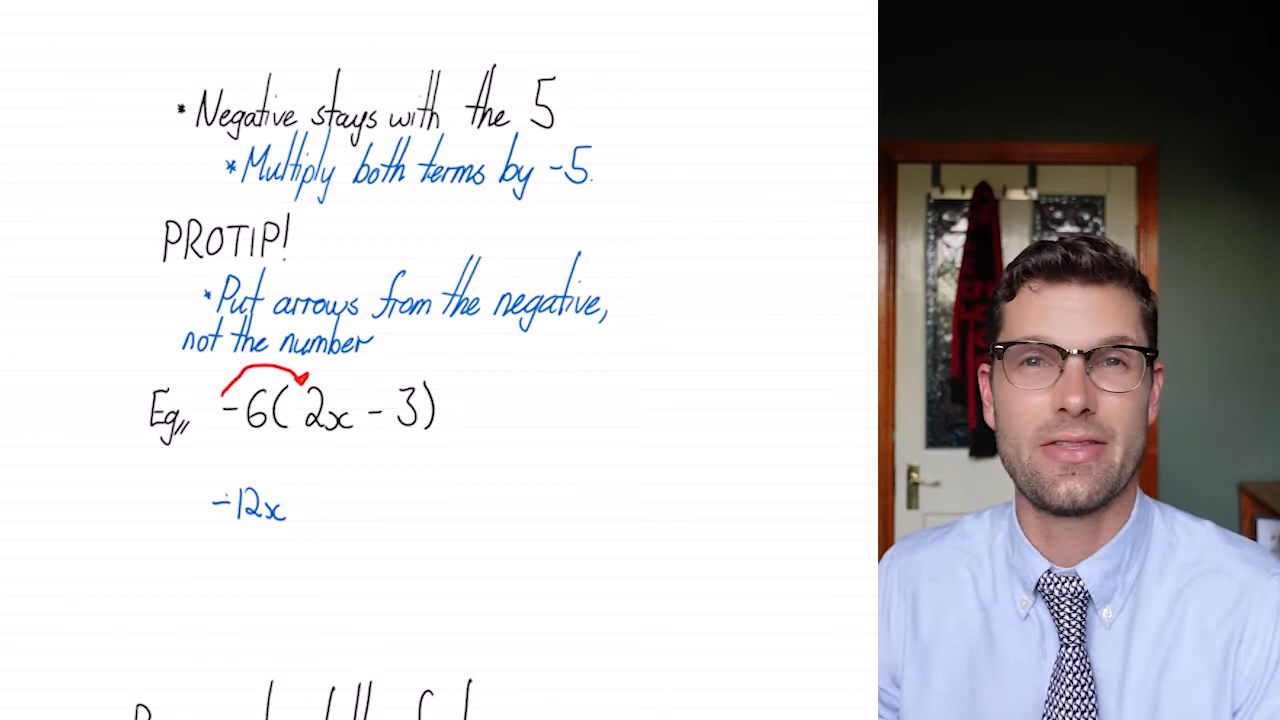 * Negative stays with the 5
* Multiply both terms by -5.
PROTIP!
* Put arrows from the negative,
not the number
Eg,, -6(2x - 3)
-12x